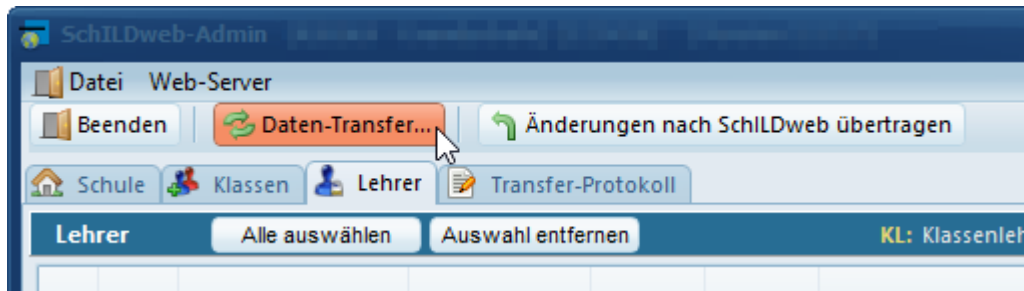 SchILDweb-Admin
Datei Web-Server
Beenden Daten-Transfer... Änderungen nach SchILDweb übertragen
Schule Klassen Lehrer Transfer-Protokoll
Lehrer Alle auswählen Auswahl entfernen KL: Klassenleh